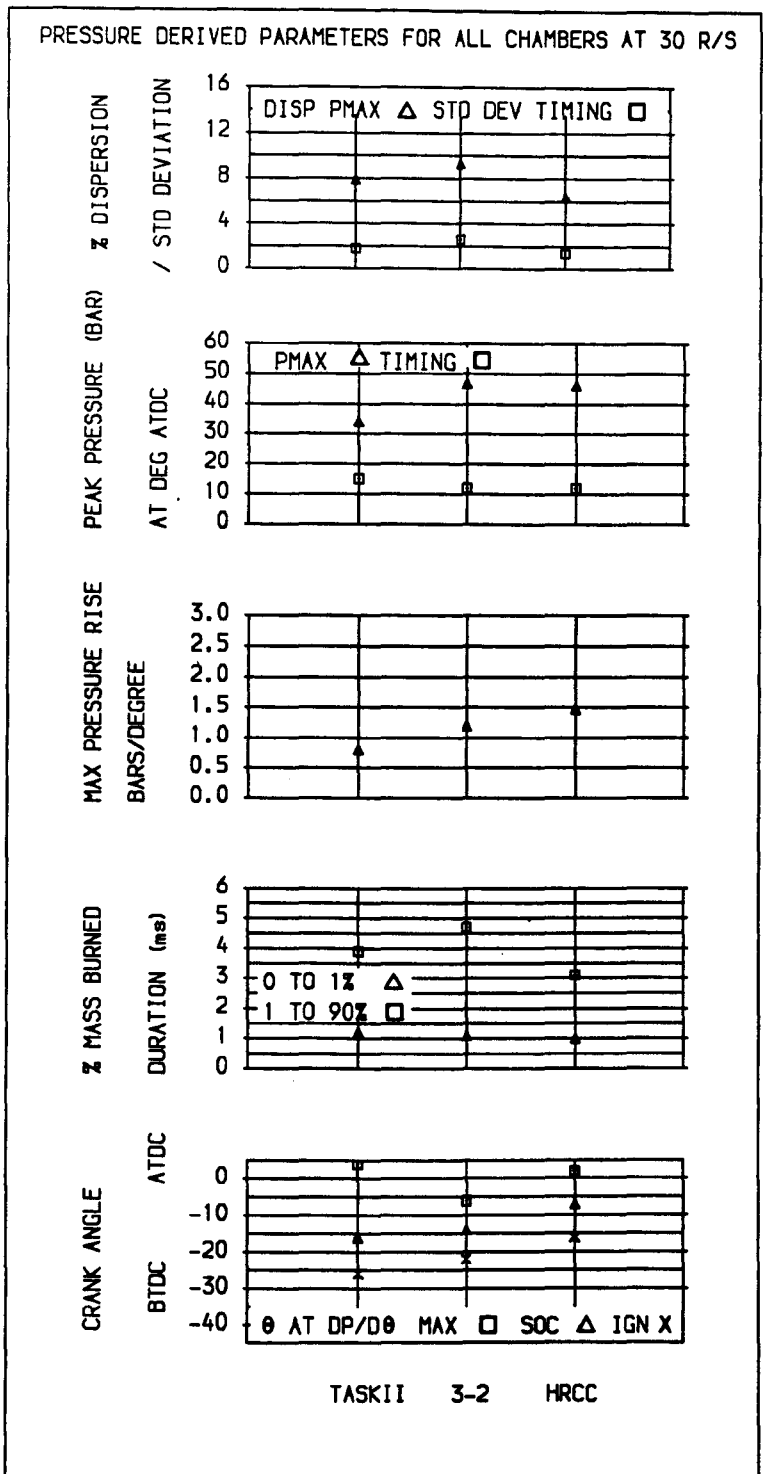 PRESSURE DERIVED PARAMETERS FOR ALL CHAMBERS AT 30 R/S
% DISPERSION
/ STD DEVIATION
16
12
8
4
0
DISP PMAX △ STD DEV TIMING □
PEAK PRESSURE (BAR)
AT DEG ATDC
60
50
40
30
20
10
0
PMAX △ TIMING □
MAX PRESSURE RISE
BARS/DEGREE
3.0
2.5
2.0
1.5
1.0
0.5
0.0
% MASS BURNED
DURATION (ms)
6
5
4
3
2
1
0
0 TO 1% △
1 TO 90% □
CRANK ANGLE
BTDC ATDC
0
-10
-20
-30
-40
θ AT DP/Dθ MAX □ SOC △ IGN X
TASKII 3-2 HRCC